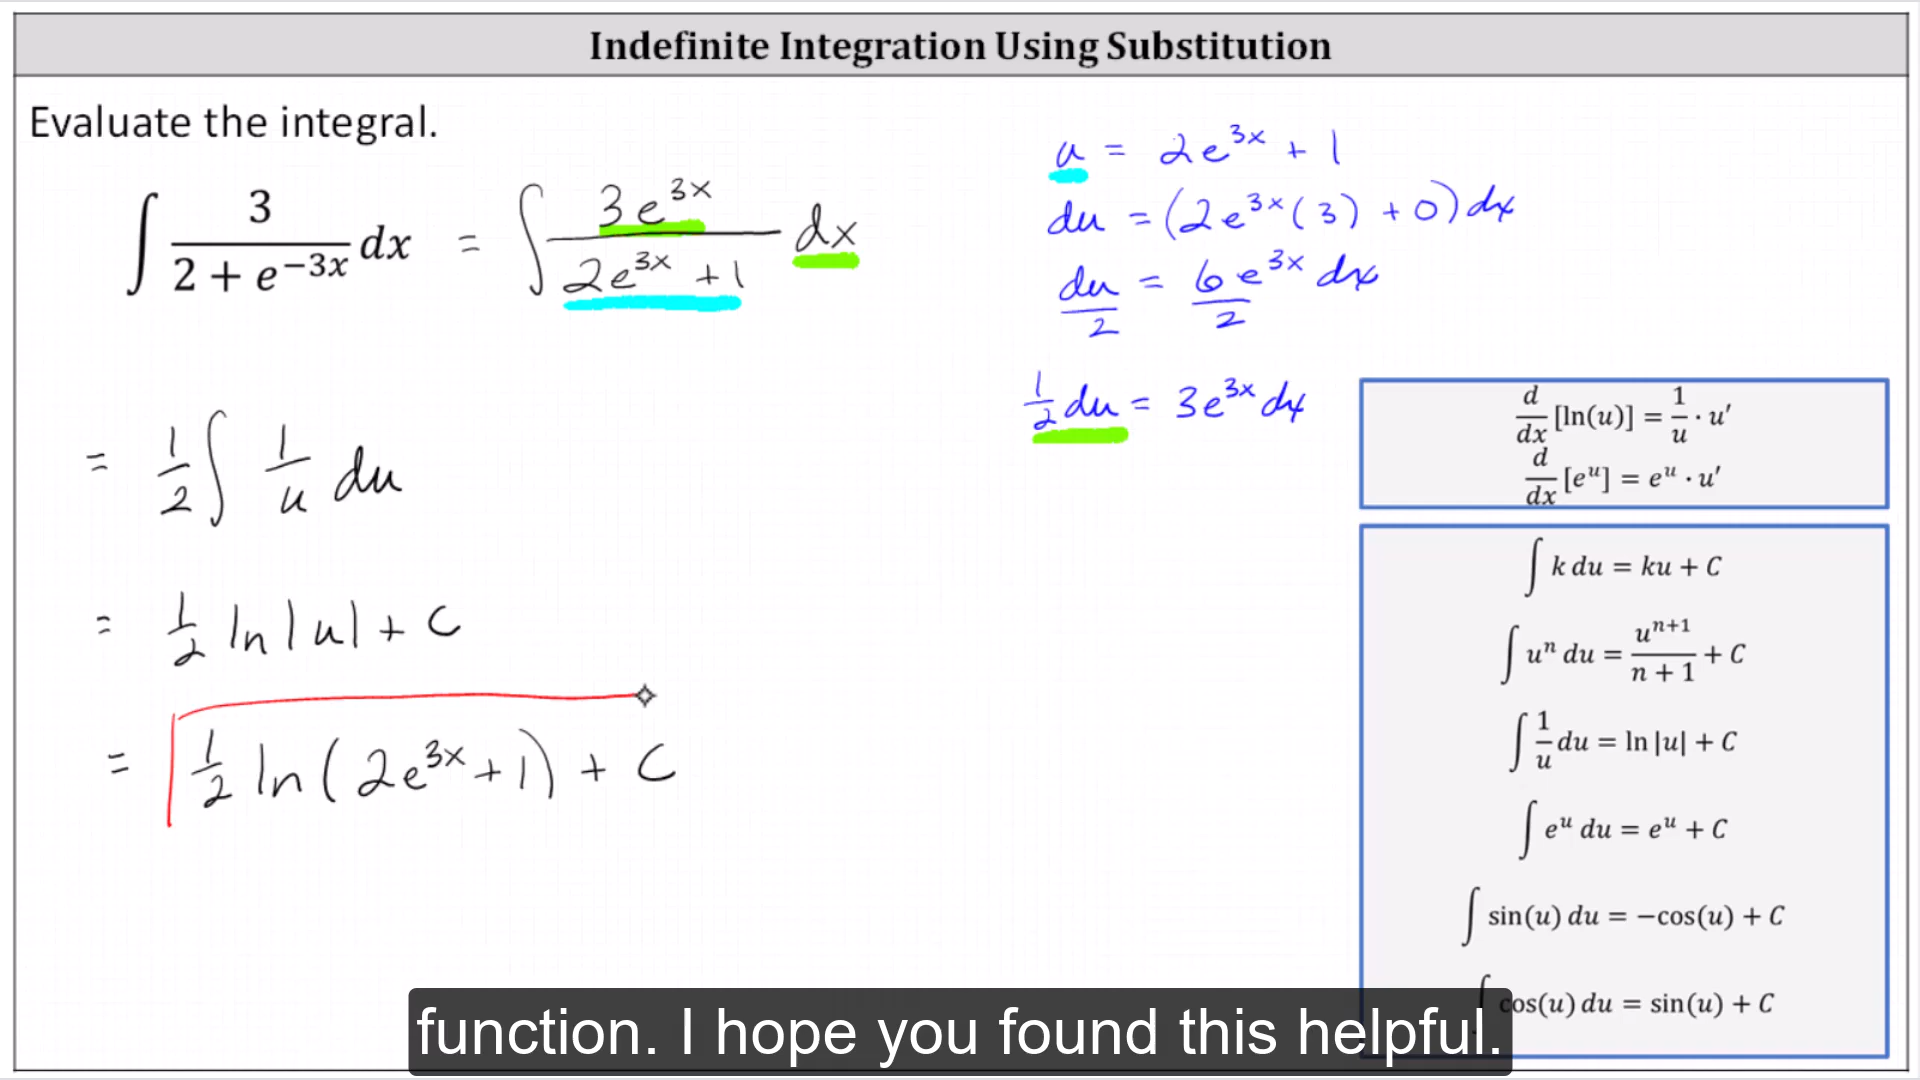 Indefinite Integration Using Substitution
Evaluate the integral.
∫ 3/(2 + e^{−3x}) dx = ∫ 3e^{3x}/(2e^{3x} + 1) dx
= 1/2 ∫ 1/u du
= 1/2 ln|u| + C
= 1/2 ln(2e^{3x} + 1) + C
u = 2e^{3x} + 1
du = (2e^{3x}(3) + 0)dx
du/2 = 6e^{3x}/2 dx
1/2 du = 3e^{3x} dx
d/dx [ln(u)] = 1/u · u′
d/dx [e^u] = e^u · u′
∫ k du = ku + C
∫ u^n du = u^{n+1}/(n + 1) + C
∫ 1/u du = ln|u| + C
∫ e^u du = e^u + C
∫ sin(u) du = −cos(u) + C
∫ cos(u) du = sin(u) + C
function. I hope you found this helpful.